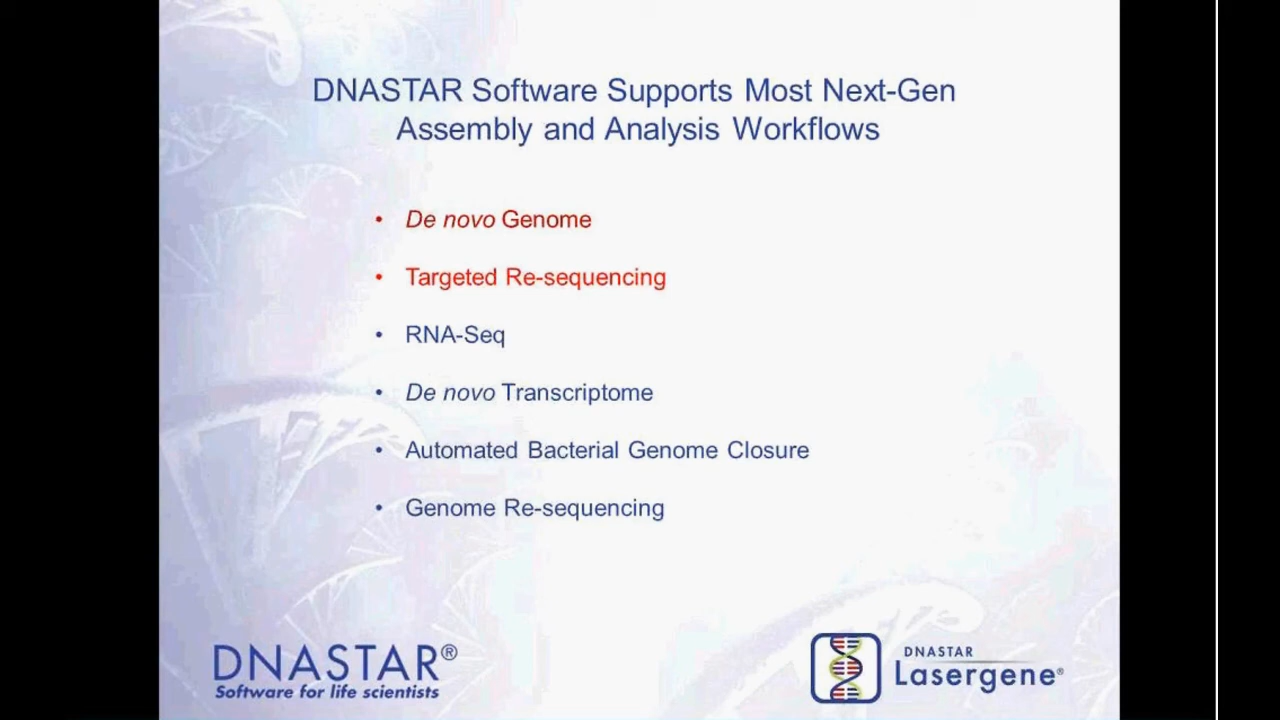 DNASTAR Software Supports Most Next-Gen
Assembly and Analysis Workflows
• De novo Genome
• Targeted Re-sequencing
• RNA-Seq
• De novo Transcriptome
• Automated Bacterial Genome Closure
• Genome Re-sequencing
DNASTAR®
Software for life scientists
DNASTAR
Lasergene®